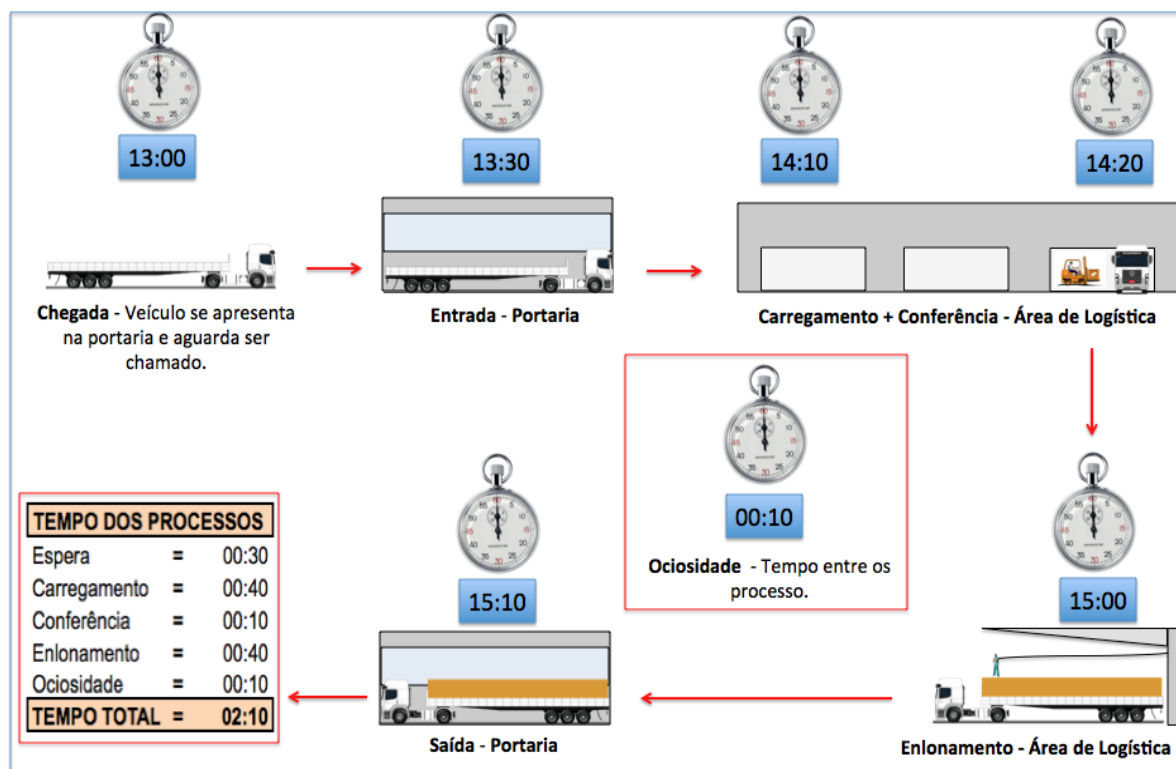 13:00
13:30
14:10
14:20
Chegada - Veículo se apresenta
na portaria e aguarda ser
chamado.
Entrada - Portaria
Carregamento + Conferência - Área de Logística
00:10
Ociosidade - Tempo entre os
processo.
TEMPO DOS PROCESSOS
Espera = 00:30
Carregamento = 00:40
Conferência = 00:10
Enlonamento = 00:40
Ociosidade = 00:10
TEMPO TOTAL = 02:10
15:10
Saída - Portaria
15:00
Enlonamento - Área de Logística